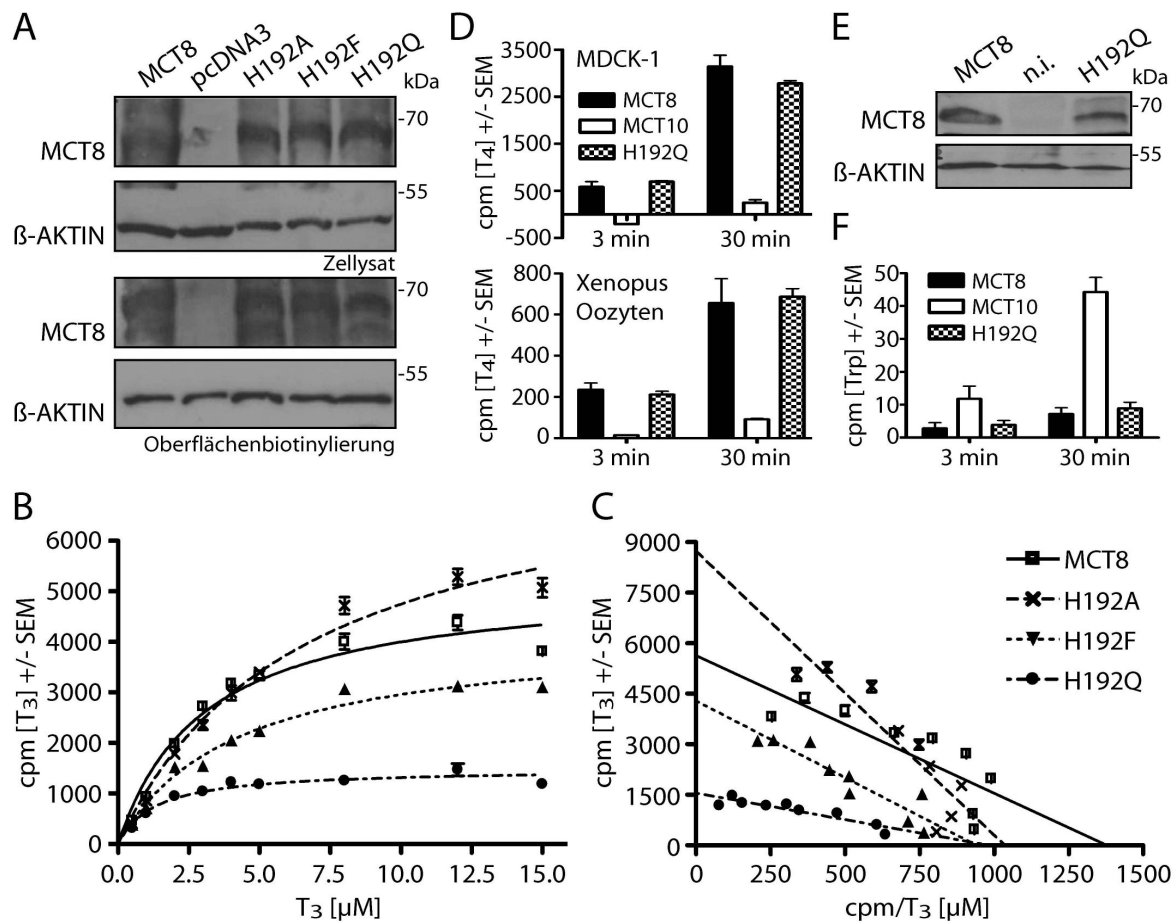 A
MCT8
pcDNA3
H192A
H192F
H192Q
kDa
MCT8
-70
ß-AKTIN
-55
Zellysat
MCT8
-70
ß-AKTIN
-55
Oberflächenbiotinylierung
D
cpm [T4] +/- SEM
3500
2500
1500
500
-500
MDCK-1
MCT8
MCT10
H192Q
3 min
30 min
cpm [T4] +/- SEM
800
600
400
200
0
Xenopus
Oozyten
3 min
30 min
E
MCT8
n.i.
H192Q
kDa
MCT8
-70
ß-AKTIN
-55
F
cpm [Trp] +/- SEM
50
40
30
20
10
0
MCT8
MCT10
H192Q
3 min
30 min
B
cpm [T3] +/- SEM
6000
5000
4000
3000
2000
1000
0
0.0
2.5
5.0
7.5
10.0
12.5
15.0
T3 [µM]
C
cpm [T3] +/- SEM
9000
7500
6000
4500
3000
1500
0
0
250
500
750
1000
1250
1500
cpm/T3 [µM]
MCT8
H192A
H192F
H192Q